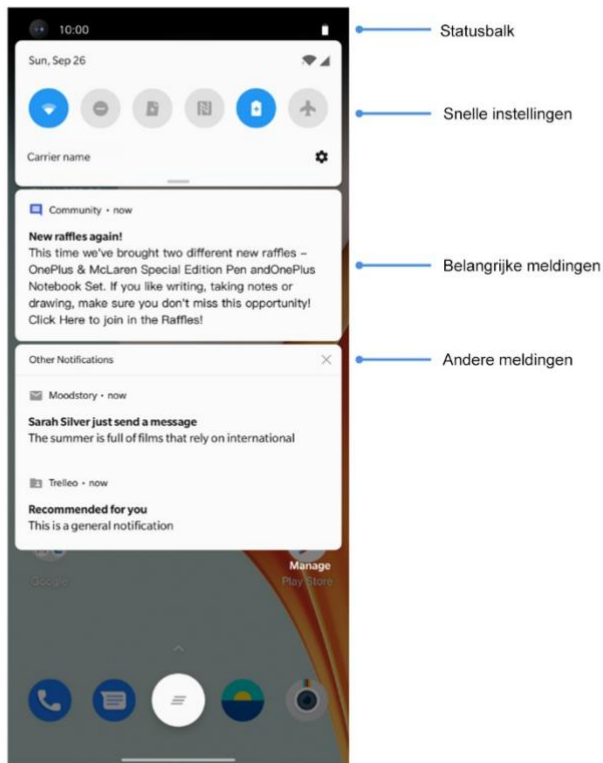 10:00
Statusbalk
Sun, Sep 26
Snelle instellingen
Carrier name
Community • now
New raffles again!
This time we've brought two different new raffles –
OnePlus & McLaren Special Edition Pen andOnePlus
Notebook Set. If you like writing, taking notes or
drawing, make sure you don't miss this opportunity!
Click Here to join in the Raffles!
Belangrijke meldingen
Other Notifications
Andere meldingen
Moodstory • now
Sarah Silver just send a message
The summer is full of films that rely on international
Trelleo • now
Recommended for you
This is a general notification
Manage
Google
Play Store